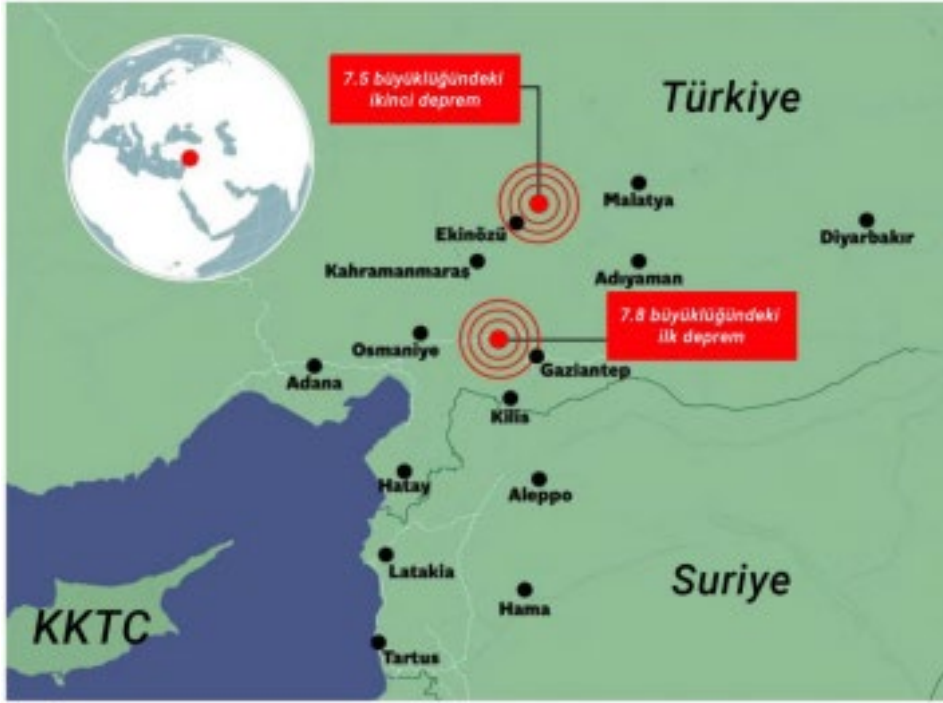 7.5 büyüklüğündeki
ikinci deprem
Türkiye
Malatya
Ekinözü
Diyarbakır
Kahramanmaraş
Adıyaman
7.8 büyüklüğündeki
ilk deprem
Osmaniye
Gaziantep
Adana
Kilis
Hatay
Aleppo
Latakia
Suriye
Hama
KKTC
Tartus